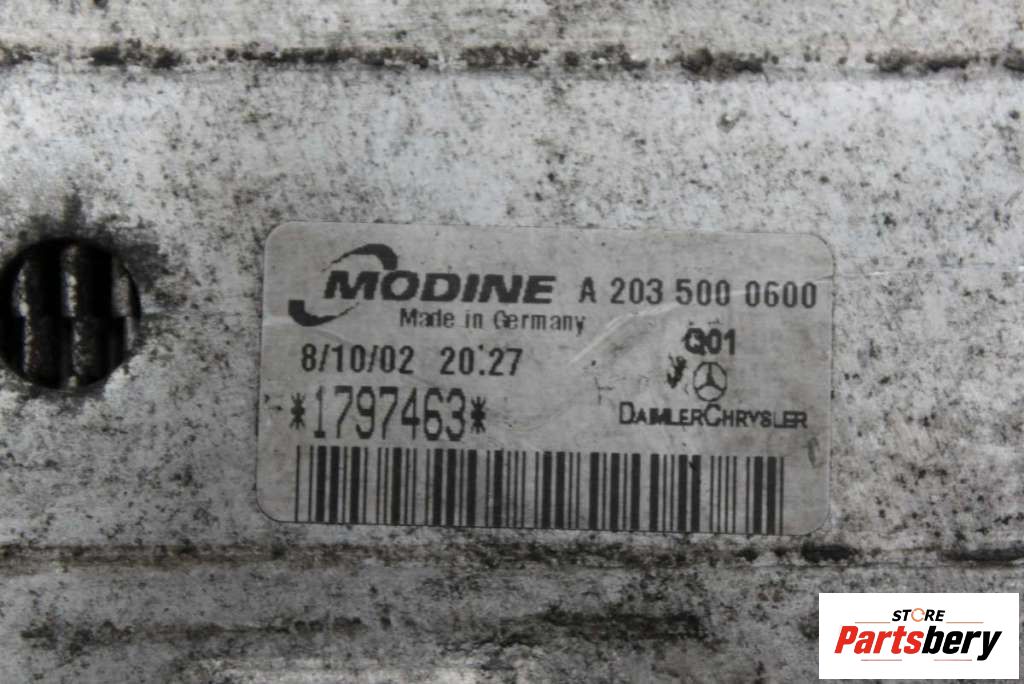 MODINE A 203 500 0600
Made in Germany
Q01
8/10/02 20:27
*1797463*
DAIMLERCHRYSLER
STORE
Partsbery